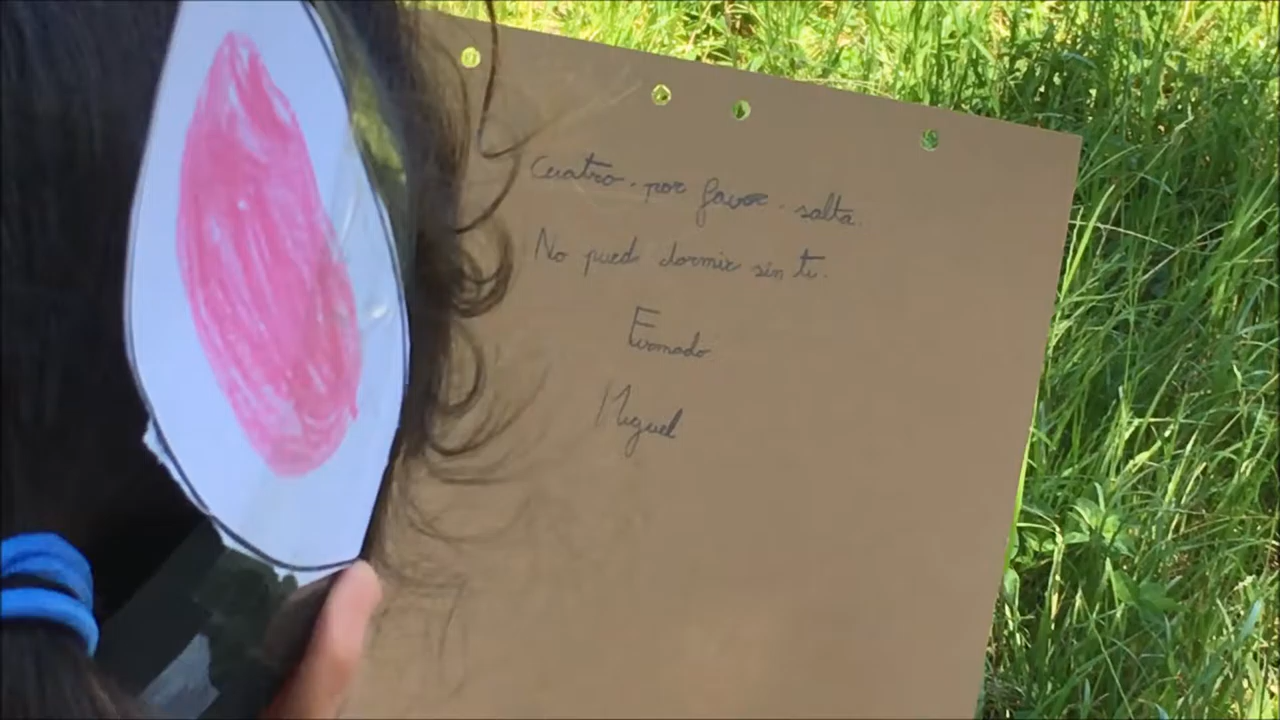 Cuatro. por favor. salta.
No pued dormir sin ti.
Firmado
Miguel